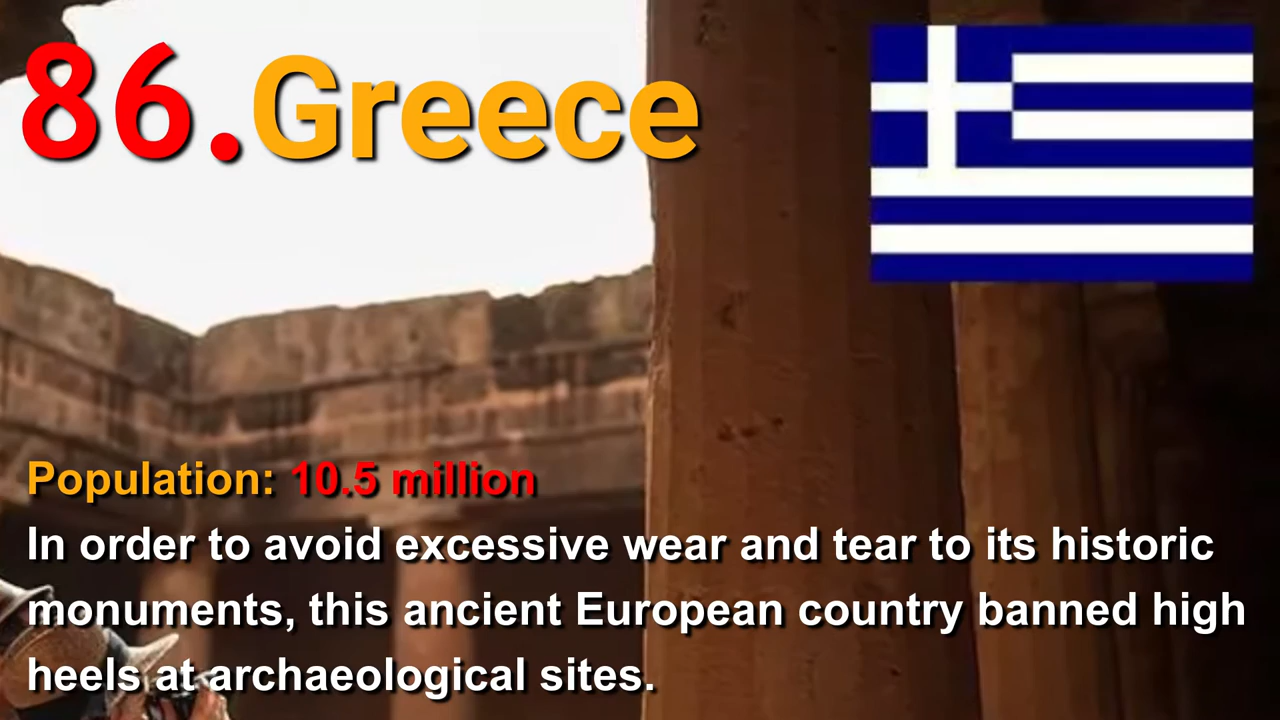 86.Greece
Population: 10.5 million
In order to avoid excessive wear and tear to its historic
monuments, this ancient European country banned high
heels at archaeological sites.